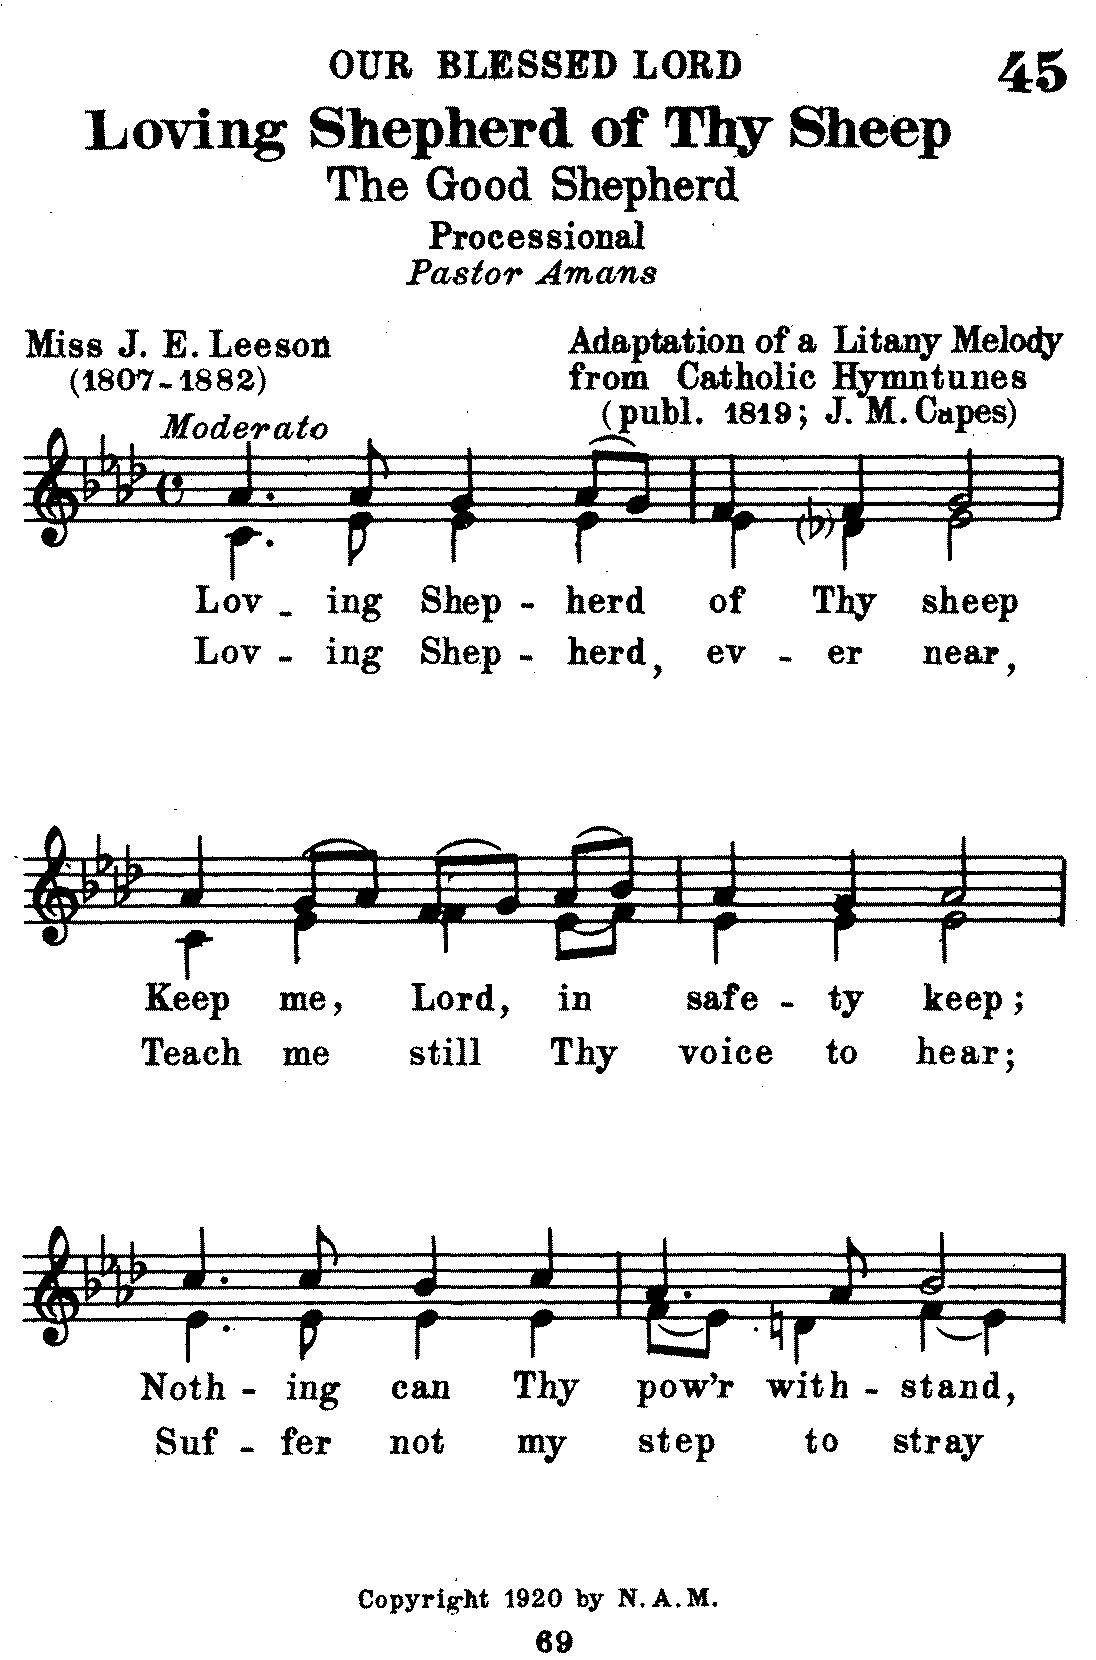 OUR BLESSED LORD
45
Loving Shepherd of Thy Sheep
The Good Shepherd
Processional
Pastor Amans
Miss J. E. Leeson
(1807-1882)
Adaptation of a Litany Melody
from Catholic Hymntunes
(publ. 1819; J. M. Capes)
Moderato
Lov - ing Shep - herd of Thy sheep
Lov - ing Shep - herd, ev - er near,
Keep me, Lord, in safe - ty keep;
Teach me still Thy voice to hear;
Noth - ing can Thy pow'r with - stand,
Suf - fer not my step to stray
Copyright 1920 by N. A. M.
69